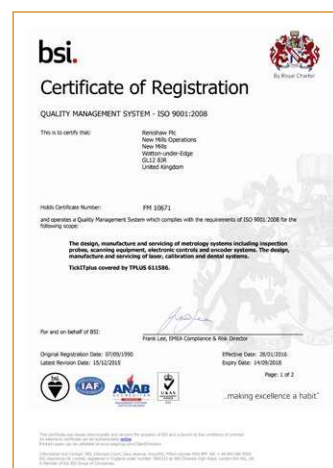 bsi.
By Royal Charter
Certificate of Registration
QUALITY MANAGEMENT SYSTEM - ISO 9001:2008
This is to certify that:
Renishaw Plc
New Mills Operations
New Mills
Wotton-under-Edge
GL12 8JR
United Kingdom
Holds Certificate Number:
FM 10671
and operates a Quality Management System which complies with the requirements of ISO 9001:2008 for the
following scope:
The design, manufacture and servicing of metrology systems including inspection
probes, scanning equipment, electronic controls and encoder systems. The design,
manufacture and servicing of laser, calibration and dental systems.
TickITplus covered by TPLUS 611586.
For and on behalf of BSI:
Frank Lee, EMEA Compliance & Risk Director
Original Registration Date: 07/09/1990
Effective Date: 28/01/2016
Latest Revision Date: 15/12/2015
Expiry Date: 14/09/2018
Page: 1 of 2
IAF
ANAB
UKAS
...making excellence a habit.